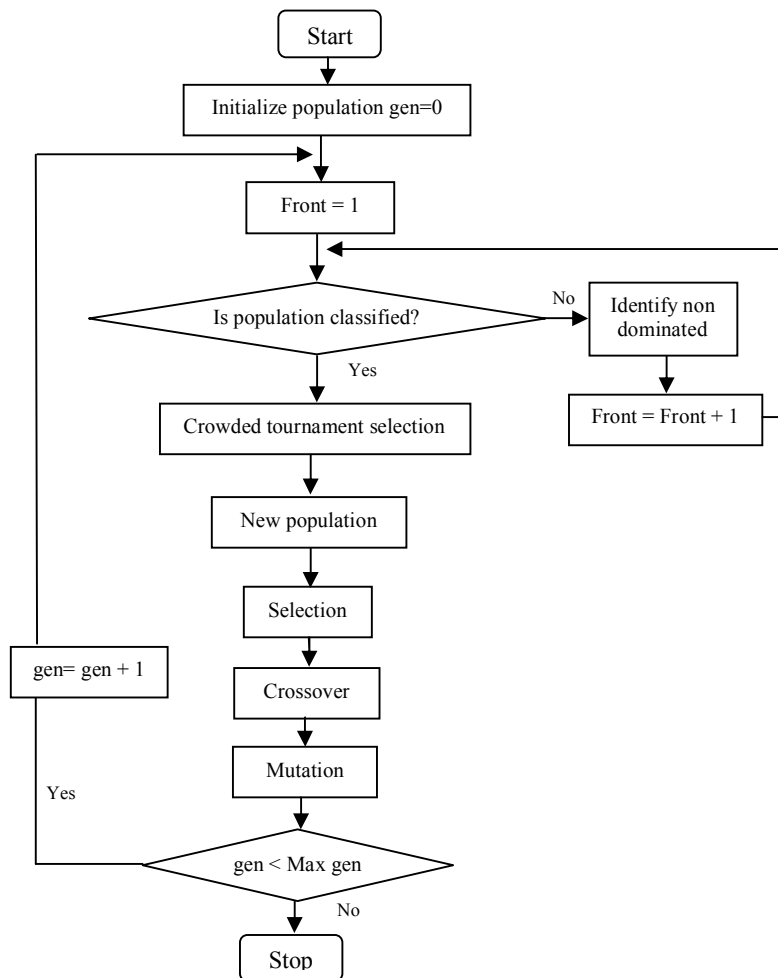 Start
Initialize population gen=0
Front = 1
Is population classified?
No
Identify non
dominated
Yes
Front = Front + 1
Crowded tournament selection
New population
Selection
gen= gen + 1
Crossover
Mutation
Yes
gen < Max gen
No
Stop